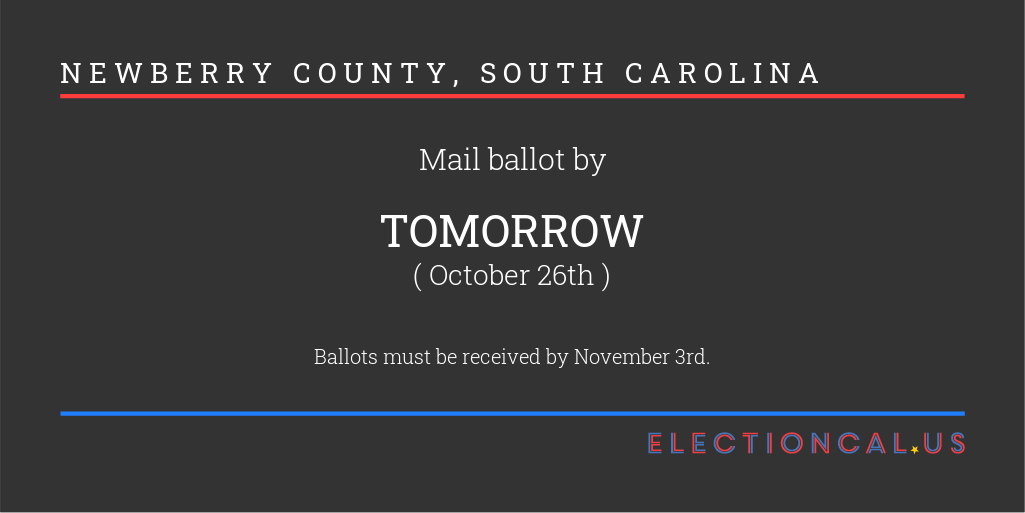 NEWBERRY COUNTY, SOUTH CAROLINA
Mail ballot by
TOMORROW
( October 26th )
Ballots must be received by November 3rd.
ELECTIONCAL.US